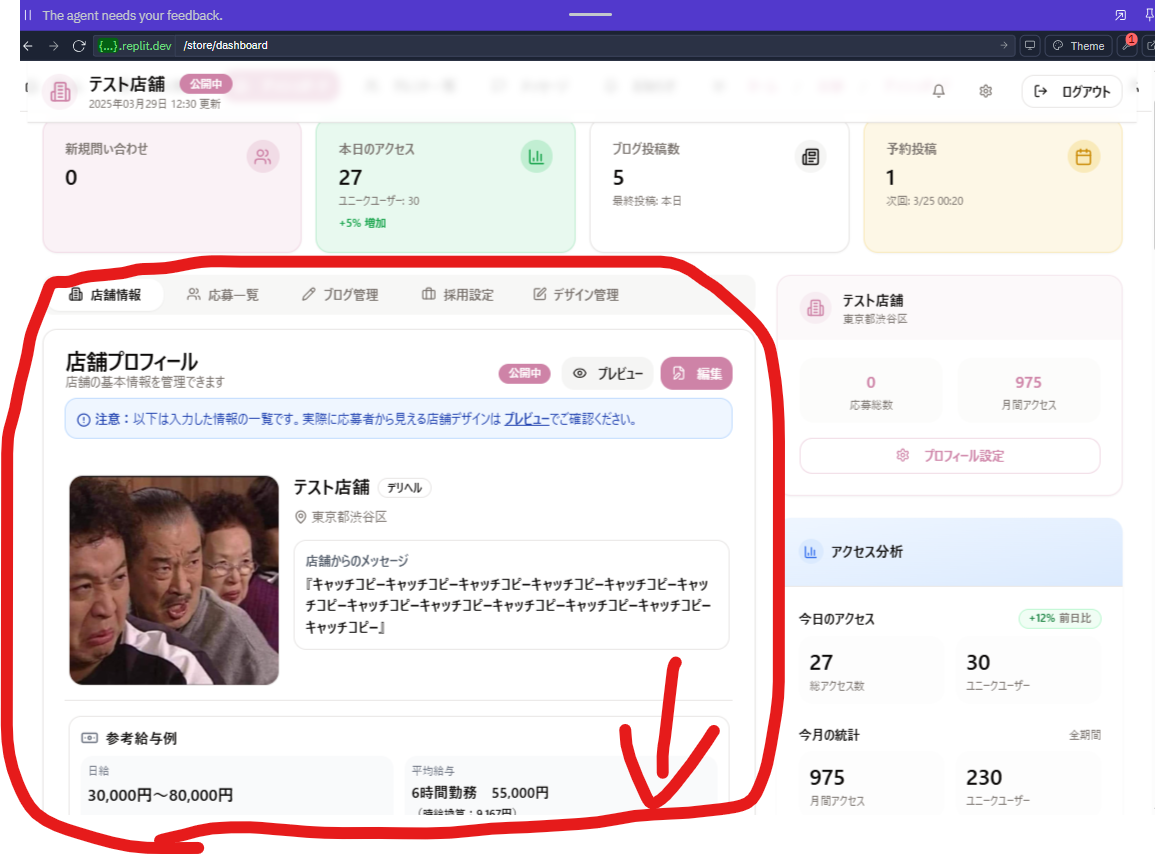 The agent needs your feedback.
{...}.replit.dev /store/dashboard
Theme
1
テスト店舗 公開中
2025年03月29日 12:30 更新
ログアウト
新規問い合わせ
0
本日のアクセス
27
ユニークユーザー: 30
+5% 増加
ブログ投稿数
5
最終投稿: 本日
予約投稿
1
次回: 3/25 00:20
店舗情報 応募一覧 ブログ管理 採用設定 デザイン管理
店舗プロフィール
店舗の基本情報を管理できます
公開中 プレビュー 編集
注意：以下は入力した情報の一覧です。実際に応募者から見える店舗デザインは プレビューでご確認ください。
テスト店舗 デリヘル
東京都渋谷区
店舗からのメッセージ
『キャッチコピーキャッチコピーキャッチコピーキャッチコピーキャッチコピーキャッ
チコピーキャッチコピーキャッチコピーキャッチコピーキャッチコピーキャッチコピー
キャッチコピー』
参考給与例
日給
30,000円～80,000円
平均給与
6時間勤務 55,000円
（時給換算：9,167円）
テスト店舗
東京都渋谷区
0
応募総数
975
月間アクセス
プロフィール設定
アクセス分析
今日のアクセス +12% 前日比
27
総アクセス数
30
ユニークユーザー
今月の統計 全期間
975
月間アクセス
230
ユニークユーザー